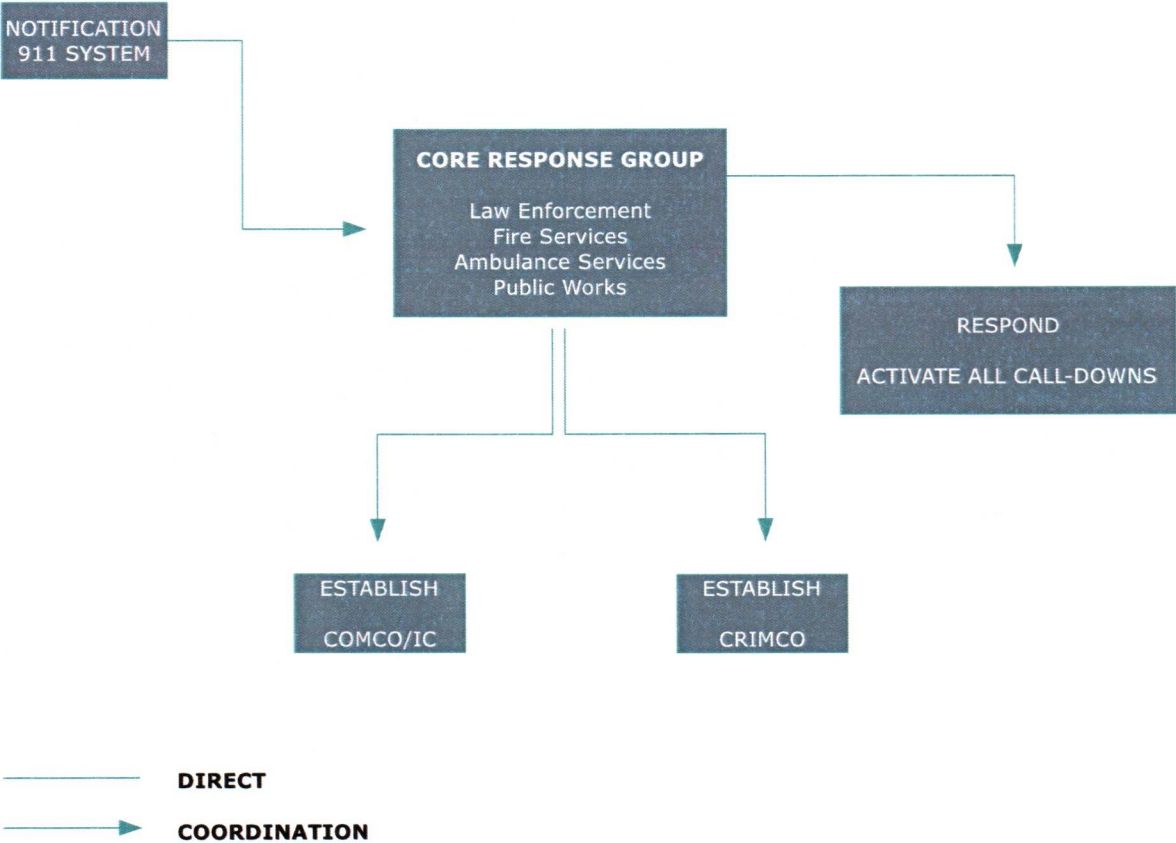 NOTIFICATION
911 SYSTEM
CORE RESPONSE GROUP
Law Enforcement
Fire Services
Ambulance Services
Public Works
RESPOND
ACTIVATE ALL CALL-DOWNS
ESTABLISH
COMCO/IC
ESTABLISH
CRIMCO
DIRECT
COORDINATION